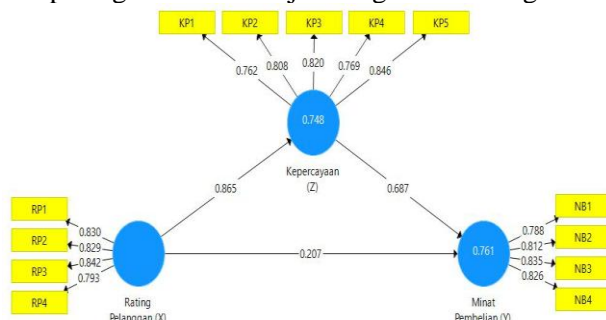 KP1 KP2 KP3 KP4 KP5
0.762 0.808 0.820 0.769 0.846
0.748
Kepercayaan
(Z)
0.865 0.687
RP1
RP2
RP3
RP4
0.830
0.829
0.842
0.793
0.207
0.761
NB1
NB2
NB3
NB4
0.788
0.812
0.835
0.826
Rating
Pelanggan (X)
Minat
Pembelian (Y)